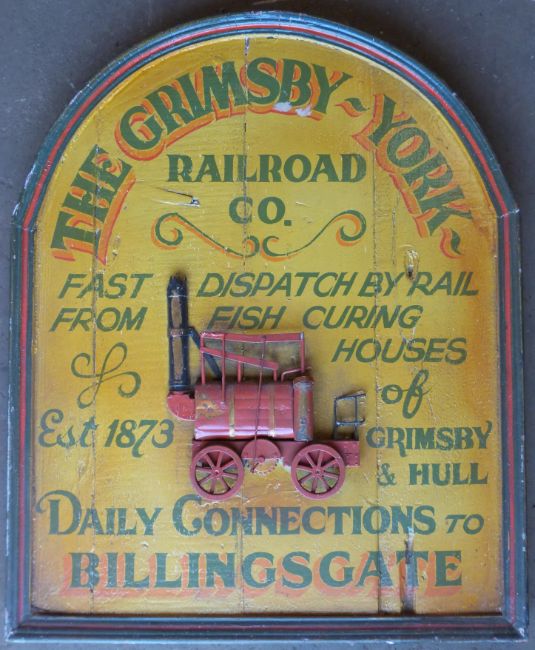 THE GRIMSBY~YORK~
RAILROAD
CO.
FAST DISPATCH BY RAIL
FROM FISH CURING
HOUSES
of
Est 1873
GRIMSBY
& HULL
DAILY CONNECTIONS TO
BILLINGSGATE